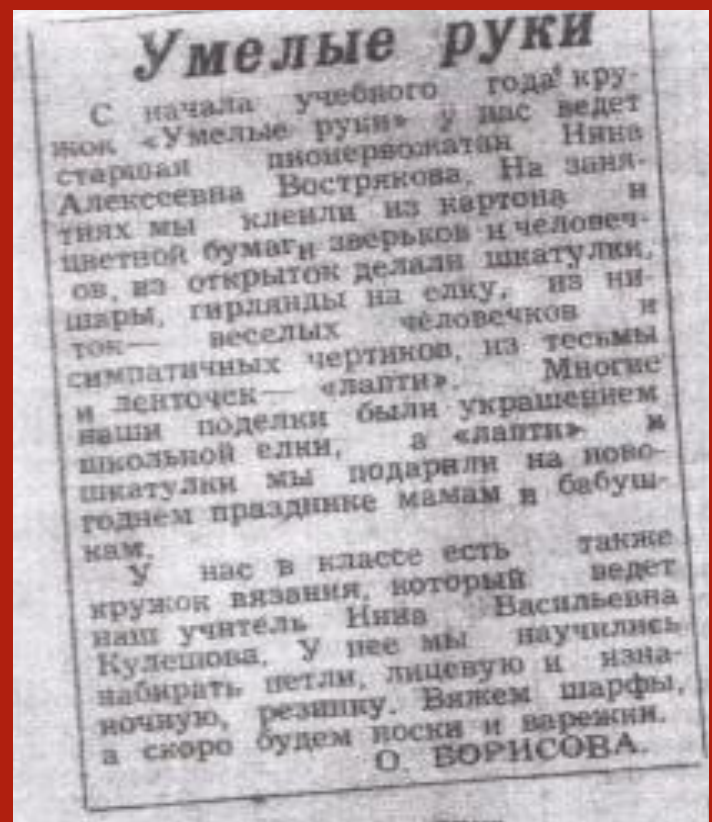 Умелые руки
С начала учебного года кру-
жок «Умелые руки» у нас ведет
старшая пионервожатая Нина
Алексеевна Вострякова. На заня-
тиях мы клеили из картона и
цветной бумаги зверьков и человеч-
ов, из открыток делали шкатулки,
шары, гирлянды на елку, из ни-
ток— веселых человечков и
симпатичных чертиков, из тесьмы
и ленточек— «лапти». Многие
наши поделки были украшением
школьной елки, а «лапти» и
шкатулки мы подарили на ново-
годнем празднике мамам и бабуш-
кам.
У нас в классе есть также
кружок вязания, который ведет
наш учитель Нина Васильевна
Кулешова. У нее мы научились
набирать петли, лицевую и изна-
ночную, резинку. Вяжем шарфы,
а скоро будем носки и варежки.
О. БОРИСОВА.